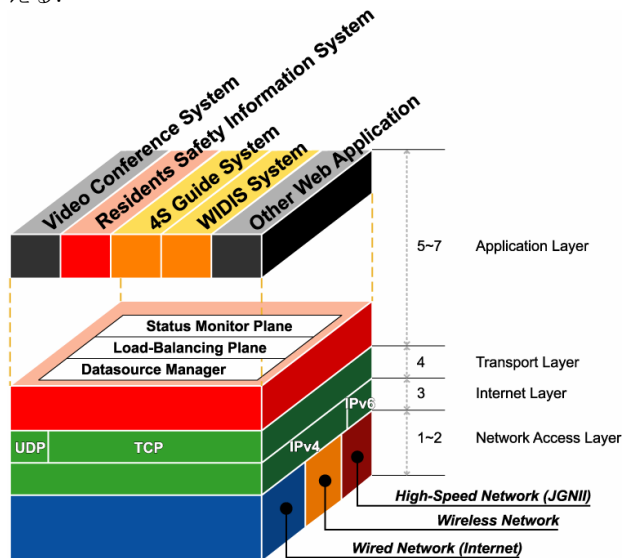 Video Conference System
Residents Safety Information System
4S Guide System
WIDIS System
Other Web Application
5~7 Application Layer
Status Monitor Plane
Load-Balancing Plane
Datasource Manager
4 Transport Layer
3 Internet Layer
IPv6
UDP TCP IPv4
1~2 Network Access Layer
High-Speed Network (JGNII)
Wireless Network
Wired Network (Internet)